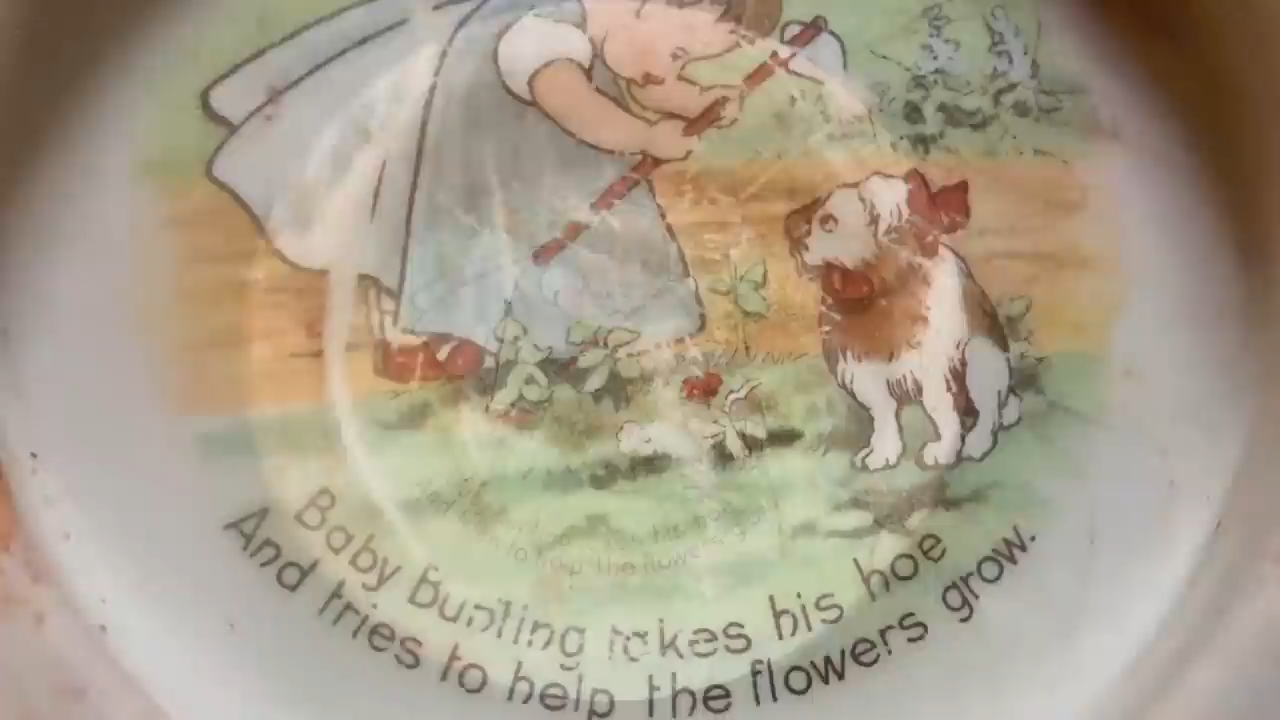 Baby Bunting takes his hoe
And tries to help the flowers grow.